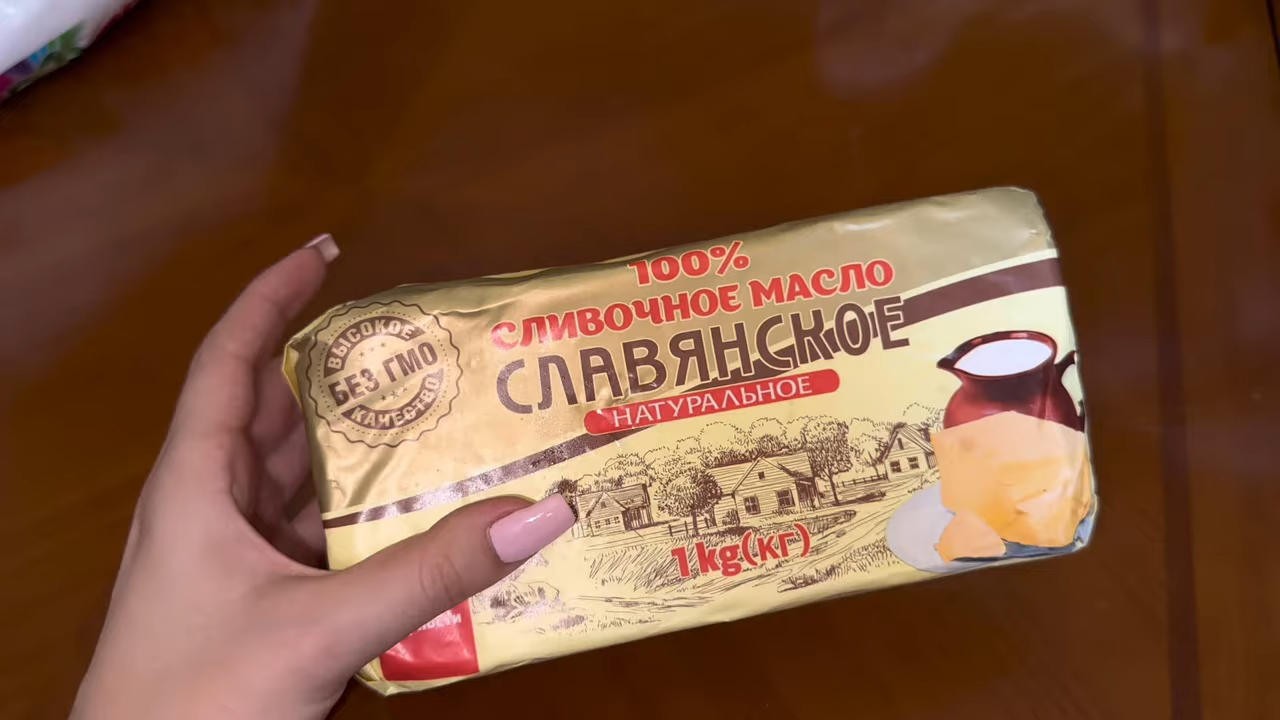 100%
СЛИВОЧНОЕ МАСЛО
СЛАВЯНСКОЕ
НАТУРАЛЬНОЕ
ВЫСОКОЕ
БЕЗ ГМО
КАЧЕСТВО
1kg(кг)